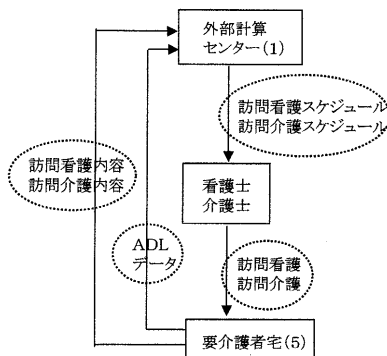 外部計算
センター(1)
訪問看護スケジュール
訪問介護スケジュール
訪問看護内容
訪問介護内容
看護士
介護士
ADL
データ
訪問看護
訪問介護
要介護者宅(5)